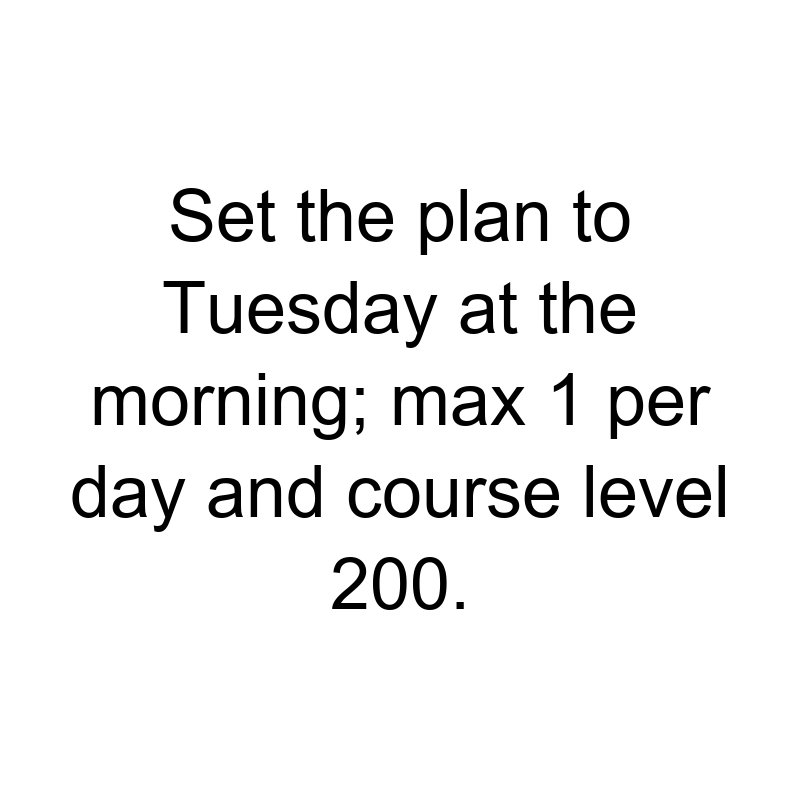 Set the plan to
Tuesday at the
morning; max 1 per
day and course level
200.